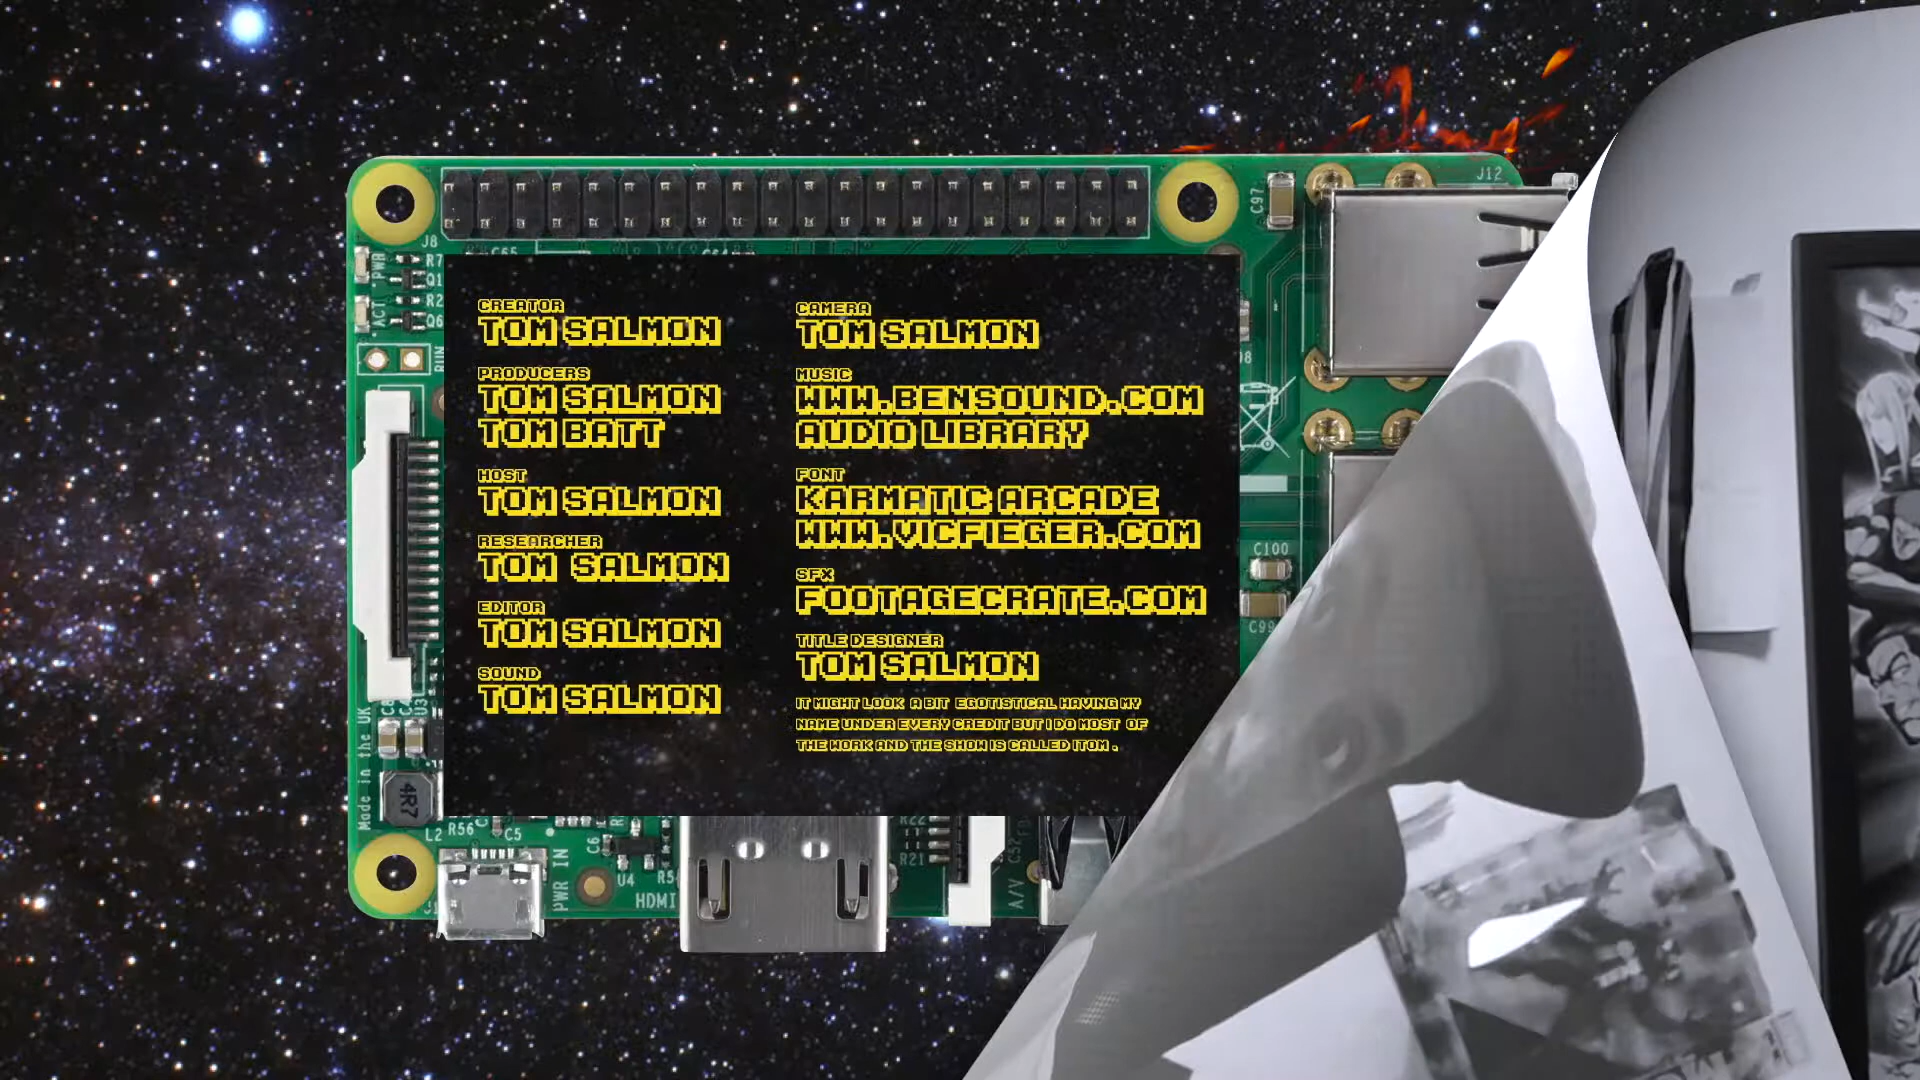 CREATOR
TOM SALMON
PRODUCERS
TOM SALMON
TOM BATT
HOST
TOM SALMON
RESEARCHER
TOM SALMON
EDITOR
TOM SALMON
SOUND
TOM SALMON
CAMERA
TOM SALMON
MUSIC
WWW.BENSOUND.COM
AUDIO LIBRARY
FONT
KARMATIC ARCADE
WWW.VICFIEGER.COM
SFX
FOOTAGECRATE.COM
TITLE DESIGNER
TOM SALMON
IT MIGHT LOOK A BIT EGOTISTICAL HAVING MY
NAME UNDER EVERY CREDIT BUT I DO MOST OF
THE WORK AND THE SHOW IS CALLED ITOM .
J8
PWR
R7
Q1
ACT
R2
Q6
RUN
C97
J12
C100
C99
Made in the UK
4R7
L2
R56
C5
PWR IN
C6
U4
HDMI
R22
R21
A/V